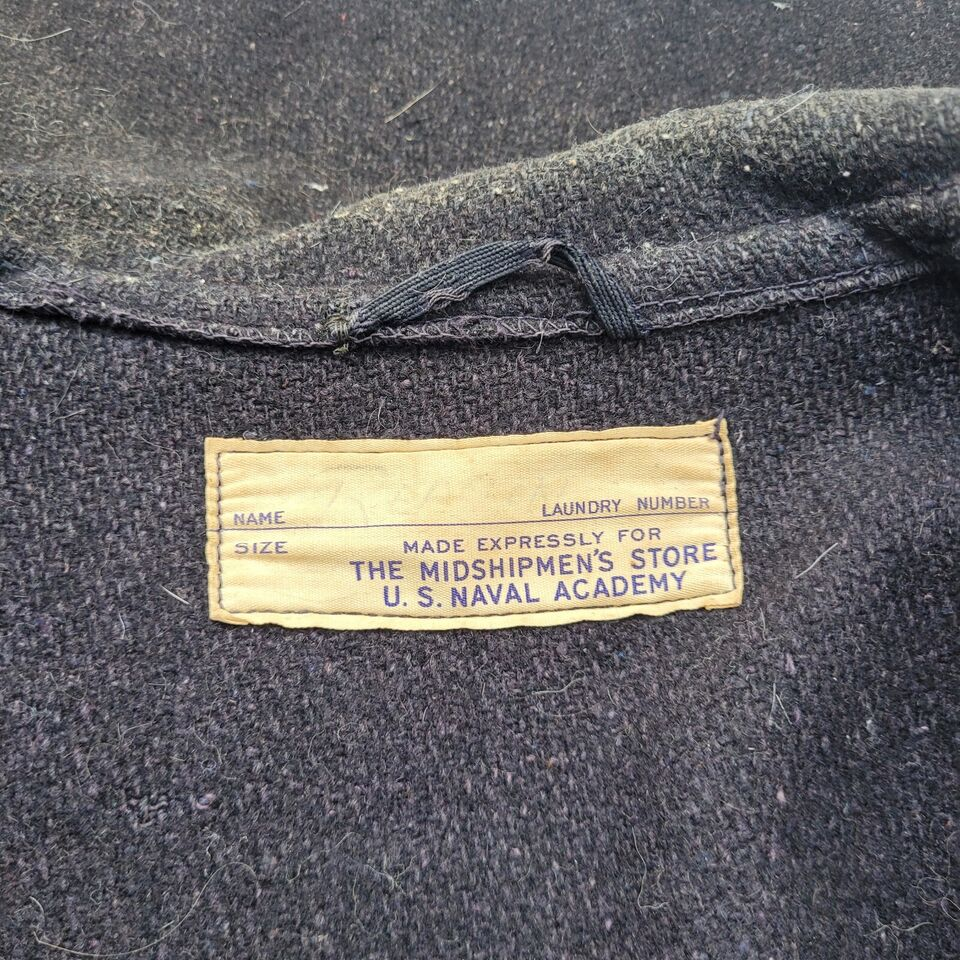 NAME LAUNDRY NUMBER
SIZE MADE EXPRESSLY FOR
THE MIDSHIPMEN'S STORE
U. S. NAVAL ACADEMY